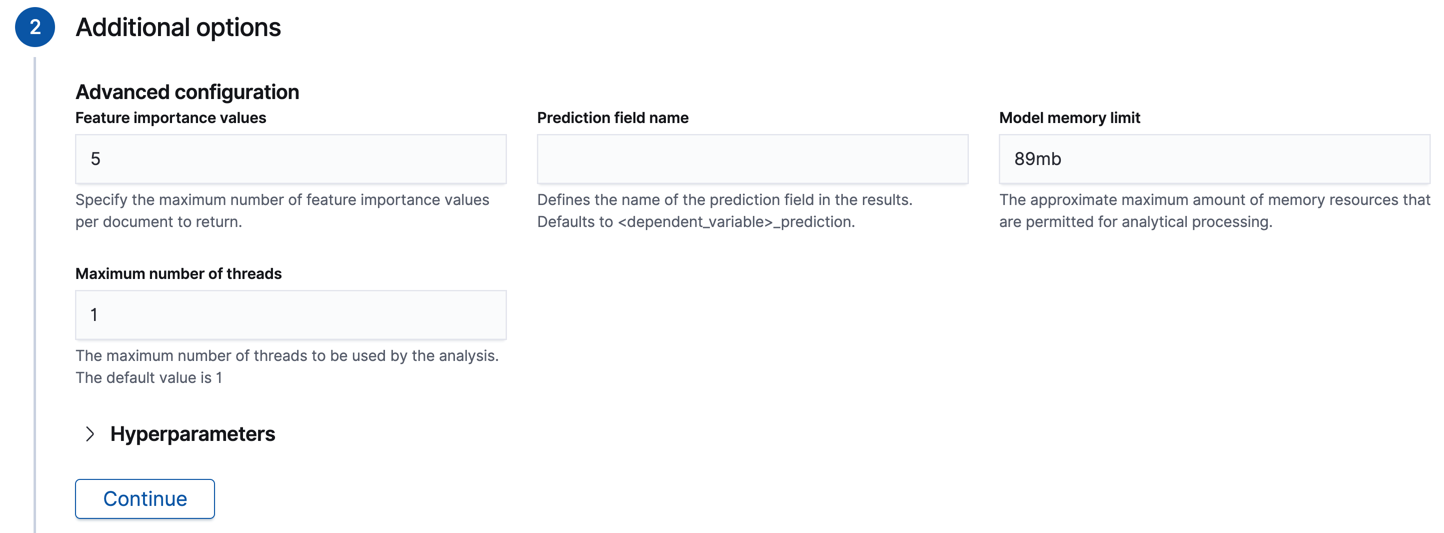 2
Additional options
Advanced configuration
Feature importance values
5
Specify the maximum number of feature importance values
per document to return.
Prediction field name
Defines the name of the prediction field in the results.
Defaults to <dependent_variable>_prediction.
Model memory limit
89mb
The approximate maximum amount of memory resources that
are permitted for analytical processing.
Maximum number of threads
1
The maximum number of threads to be used by the analysis.
The default value is 1
Hyperparameters
Continue